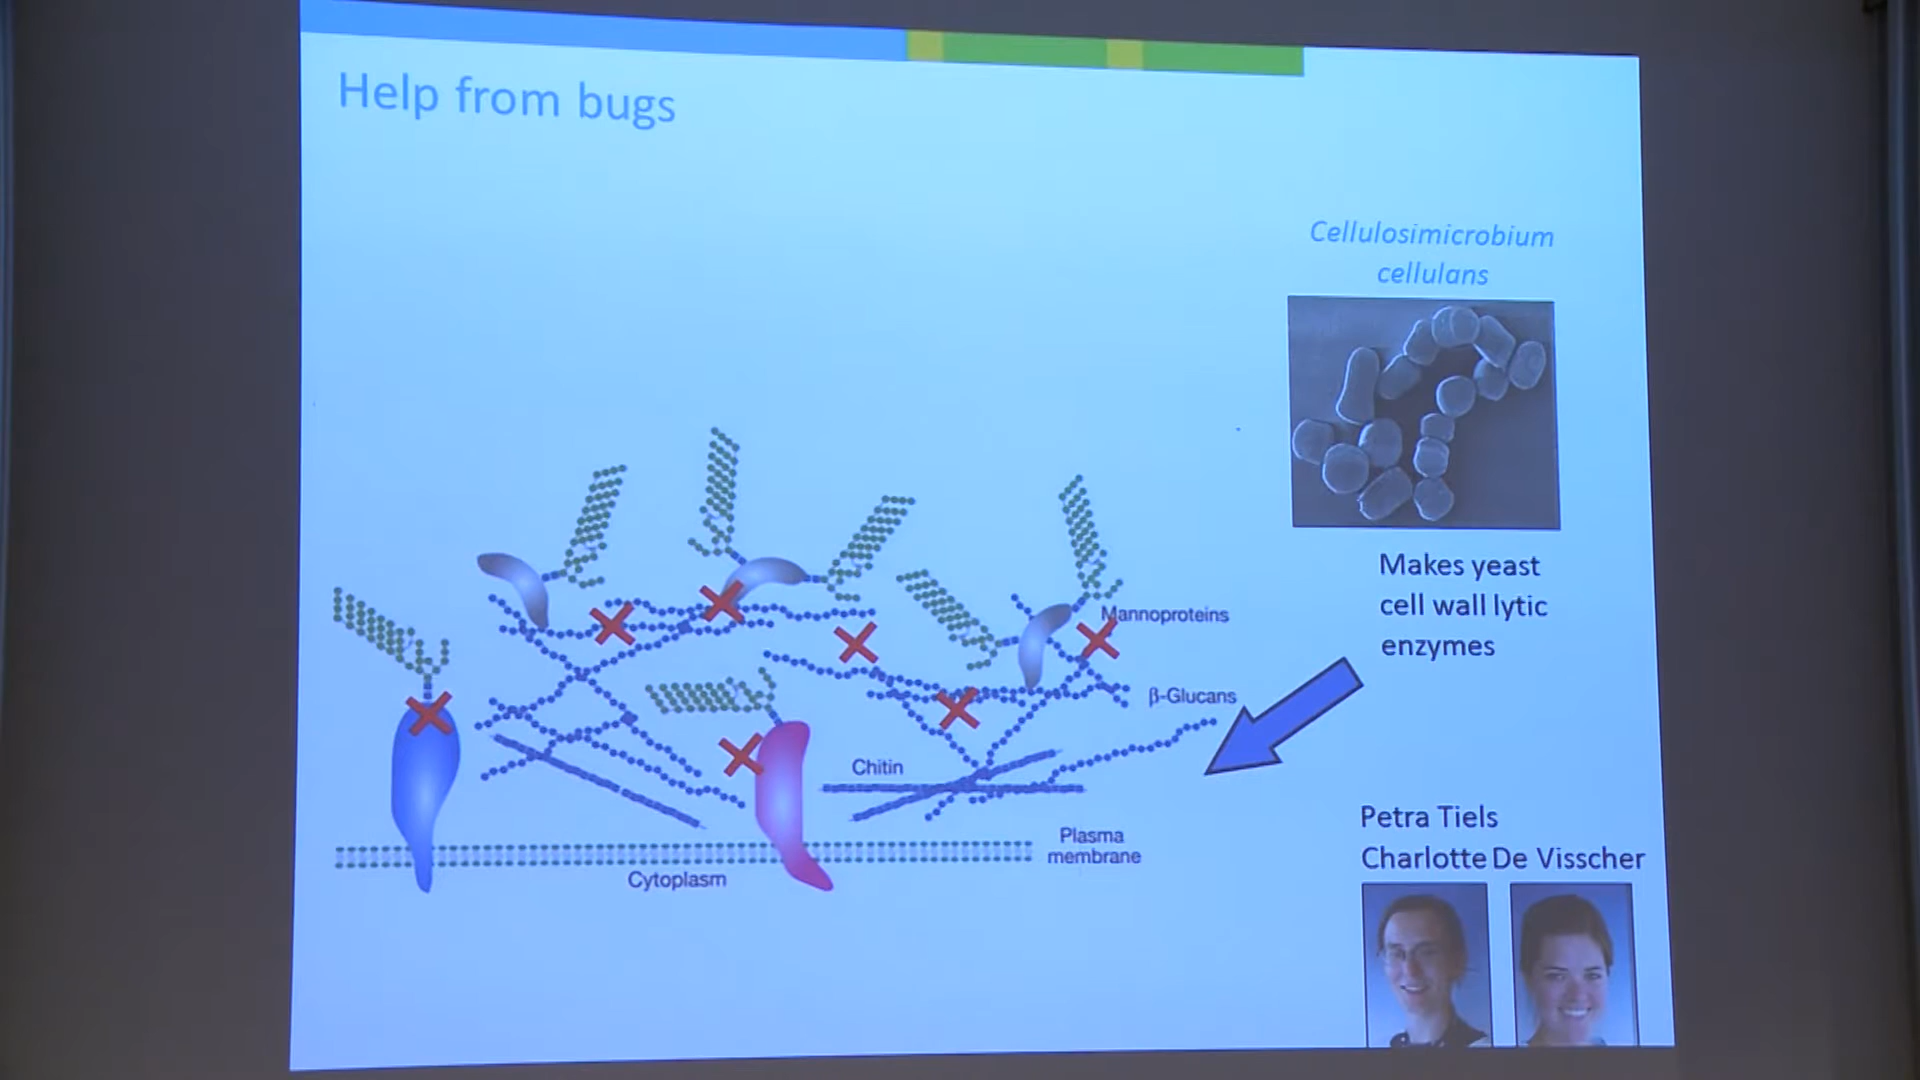 Help from bugs
Cellulosimicrobium
cellulans
Makes yeast
cell wall lytic
enzymes
Mannoproteins
β-Glucans
Chitin
Plasma
membrane
Cytoplasm
Petra Tiels
Charlotte De Visscher